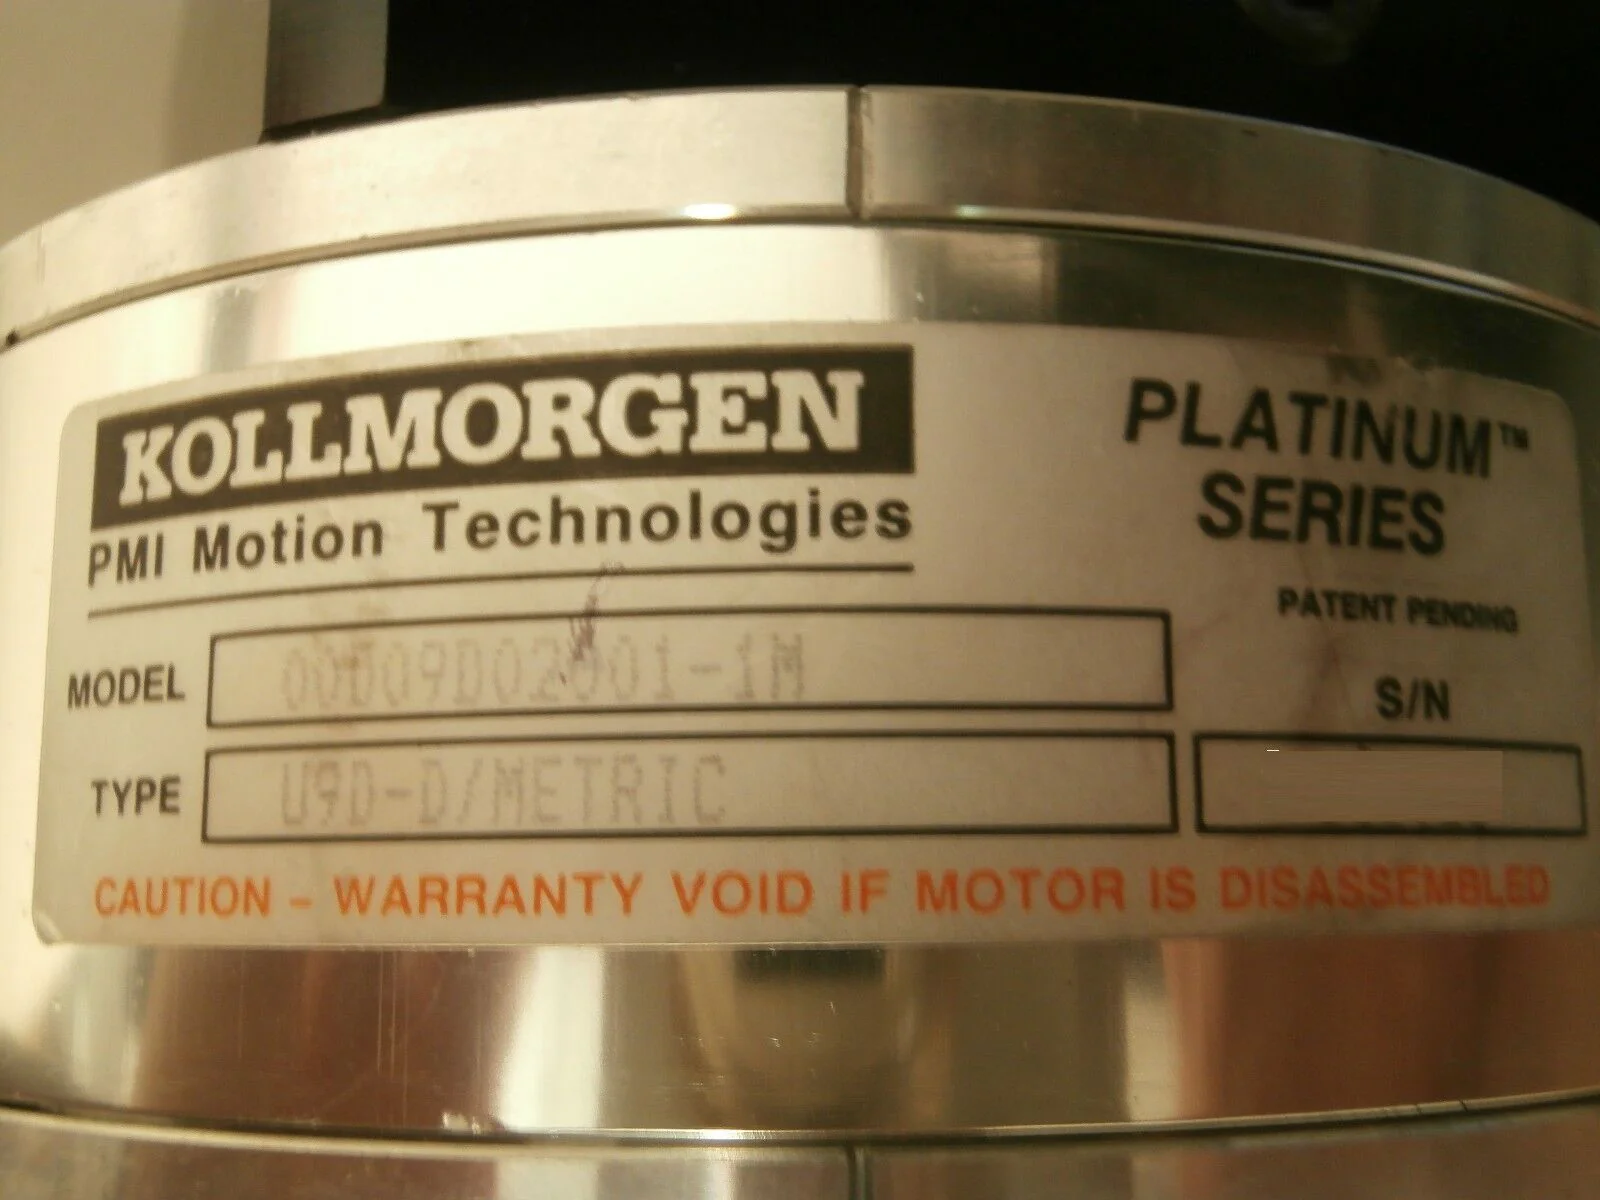 KOLLMORGEN
PMI Motion Technologies
PLATINUM™
SERIES
PATENT PENDING
MODEL 00D09D02001-1M
S/N
TYPE U9D-D/METRIC
CAUTION - WARRANTY VOID IF MOTOR IS DISASSEMBLED